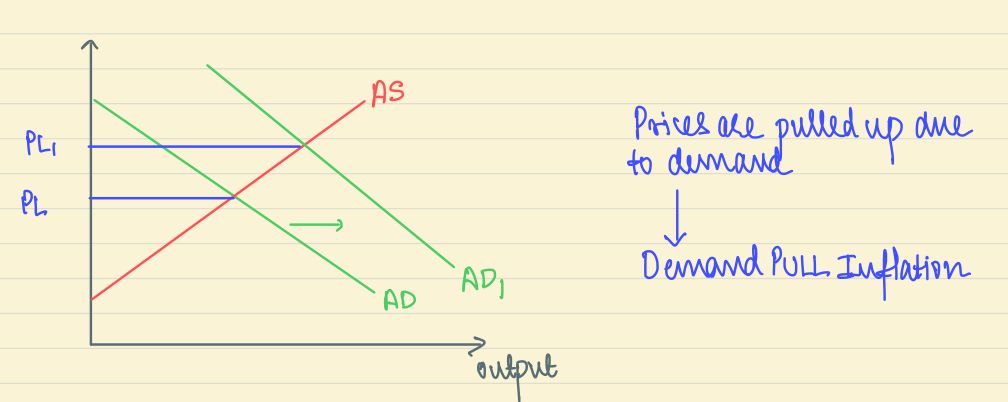 AS
PL₁
PL
AD₁
AD
output
Prices are pulled up due
to demand
Demand PULL Inflation